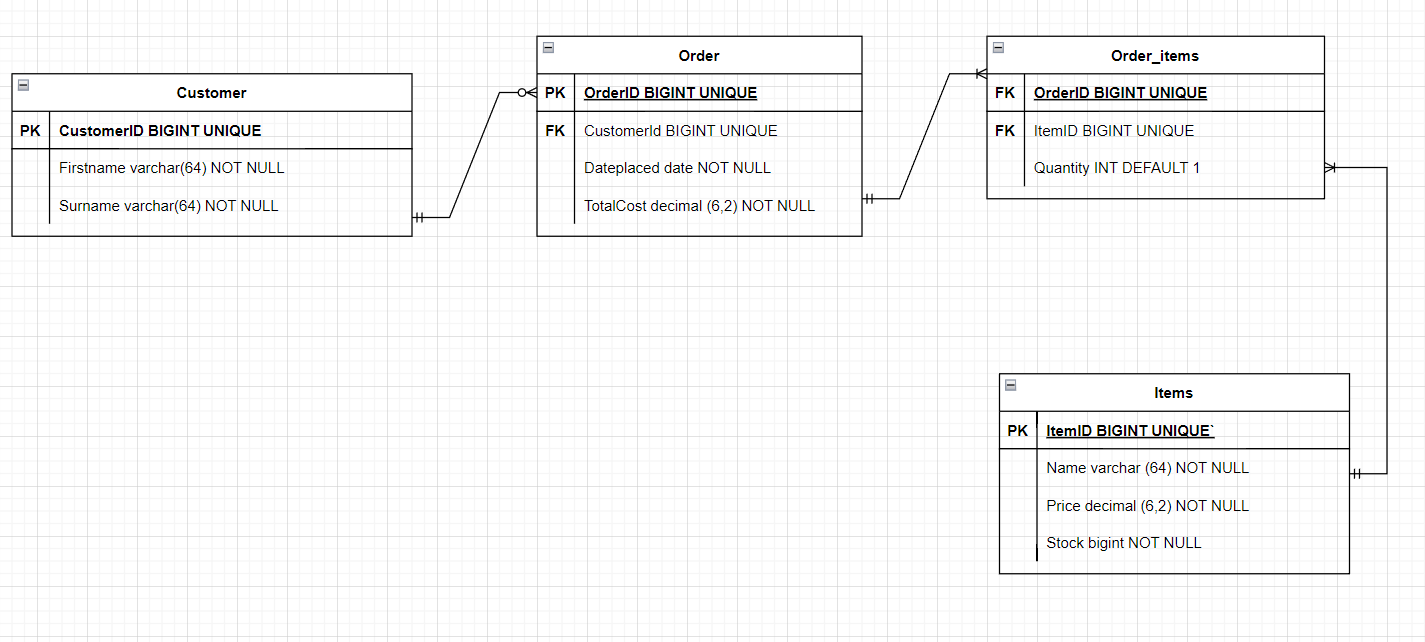 Customer
PK CustomerID BIGINT UNIQUE
Firstname varchar(64) NOT NULL
Surname varchar(64) NOT NULL
Order
PK OrderID BIGINT UNIQUE
FK CustomerId BIGINT UNIQUE
Dateplaced date NOT NULL
TotalCost decimal (6,2) NOT NULL
Order_items
FK OrderID BIGINT UNIQUE
FK ItemID BIGINT UNIQUE
Quantity INT DEFAULT 1
Items
PK ItemID BIGINT UNIQUE`
Name varchar (64) NOT NULL
Price decimal (6,2) NOT NULL
Stock bigint NOT NULL